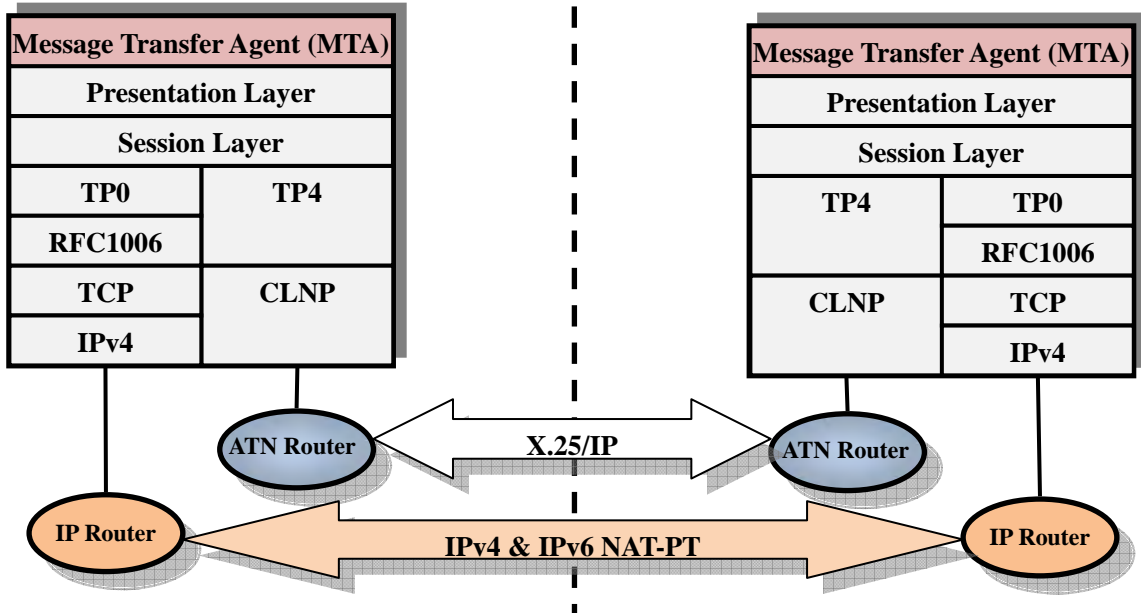 Message Transfer Agent (MTA)
Presentation Layer
Session Layer
TP0
TP4
RFC1006
TCP
CLNP
IPv4
Message Transfer Agent (MTA)
Presentation Layer
Session Layer
TP4
TP0
RFC1006
CLNP
TCP
IPv4
ATN Router
X.25/IP
ATN Router
IP Router
IPv4 & IPv6 NAT-PT
IP Router